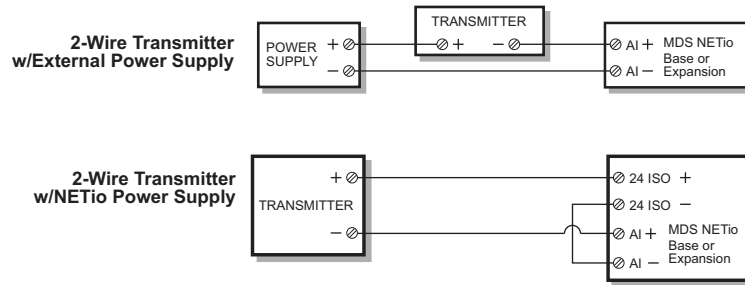 2-Wire Transmitter
w/External Power Supply
POWER
SUPPLY
+
−
TRANSMITTER
+ −
AI +
AI −
MDS NETio
Base or
Expansion
2-Wire Transmitter
w/NETio Power Supply
TRANSMITTER
+
−
24 ISO +
24 ISO −
AI +
AI −
MDS NETio
Base or
Expansion